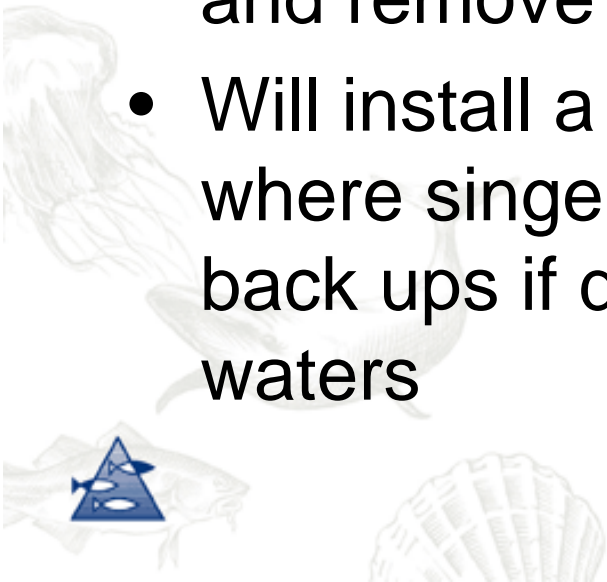 and remove
• Will install a
where singe
back ups if
waters